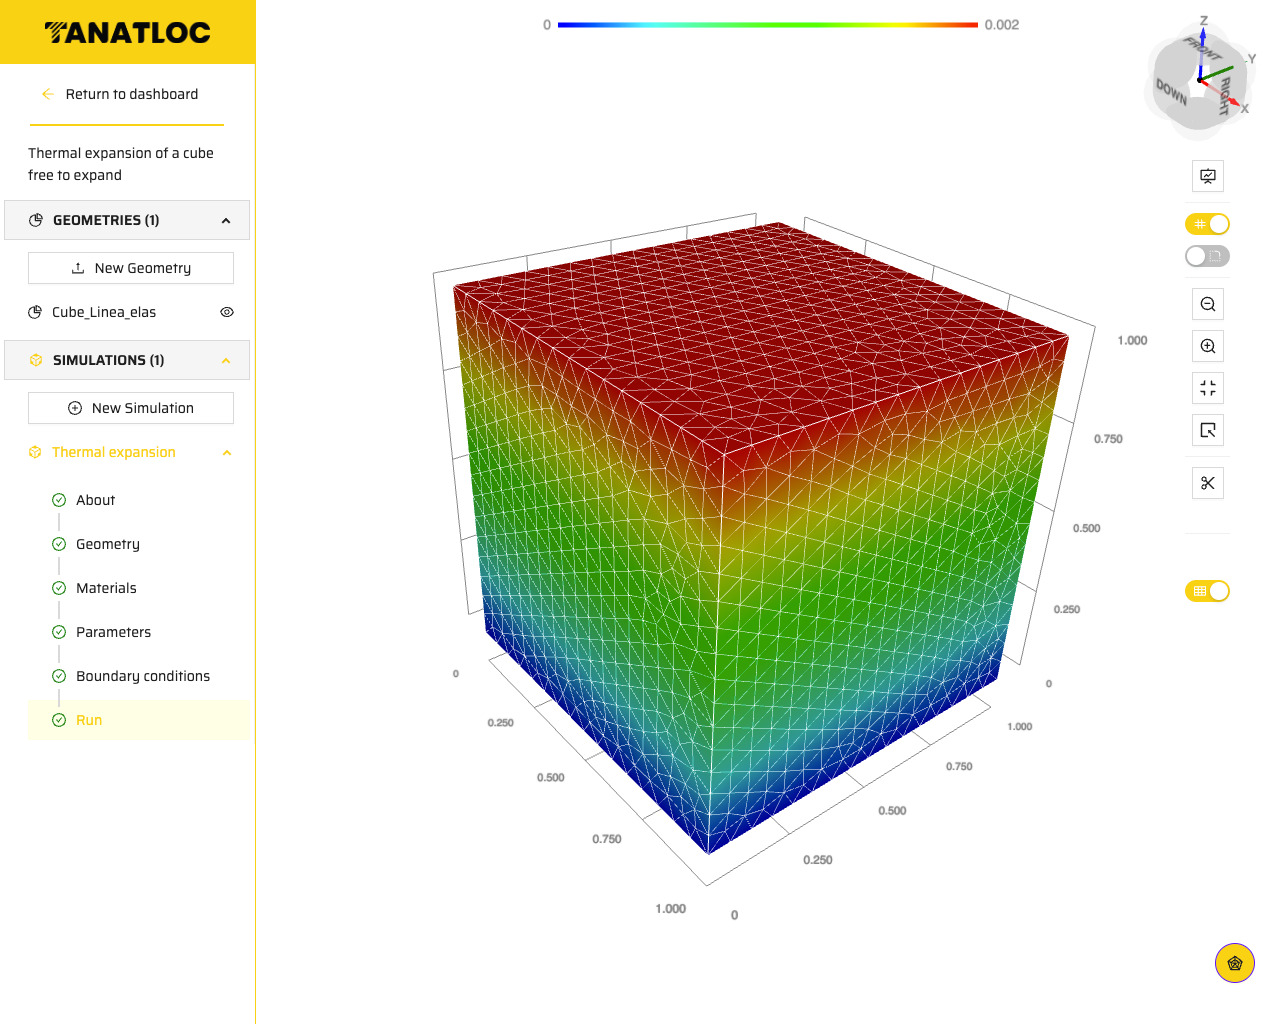 TANATLOC
Return to dashboard
Thermal expansion of a cube
free to expand
GEOMETRIES (1)
New Geometry
Cube_Linea_elas
SIMULATIONS (1)
New Simulation
Thermal expansion
About
Geometry
Materials
Parameters
Boundary conditions
Run
0 0.002
Z
FRONT
-Y
DOWN
RIGHT
X
1.000
0.750
0.500
0.250
0
0
0.250
0.500
0.750
1.000
0
0.250
0.500
0.750
1.000